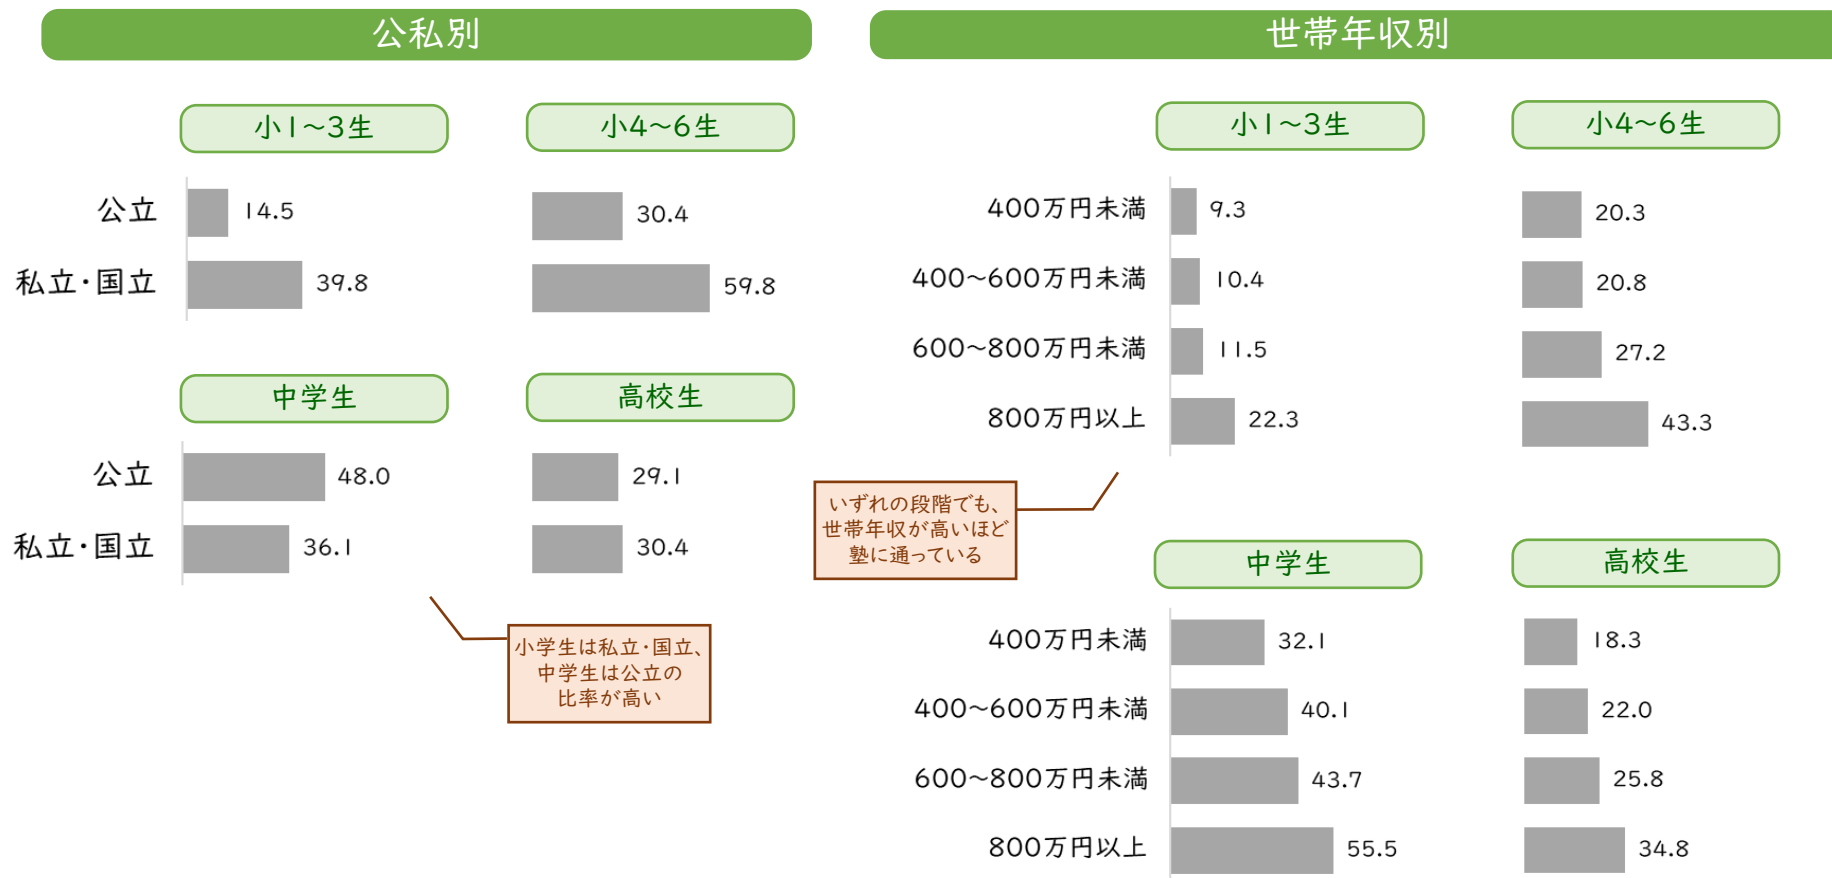 公私別
小1～3生
小4～6生
公立 14.5 30.4
私立・国立 39.8 59.8
中学生
高校生
公立 48.0 29.1
私立・国立 36.1 30.4
小学生は私立・国立、
中学生は公立の
比率が高い
世帯年収別
小1～3生
小4～6生
400万円未満 9.3 20.3
400～600万円未満 10.4 20.8
600～800万円未満 11.5 27.2
800万円以上 22.3 43.3
いずれの段階でも、
世帯年収が高いほど
塾に通っている
中学生
高校生
400万円未満 32.1 18.3
400～600万円未満 40.1 22.0
600～800万円未満 43.7 25.8
800万円以上 55.5 34.8